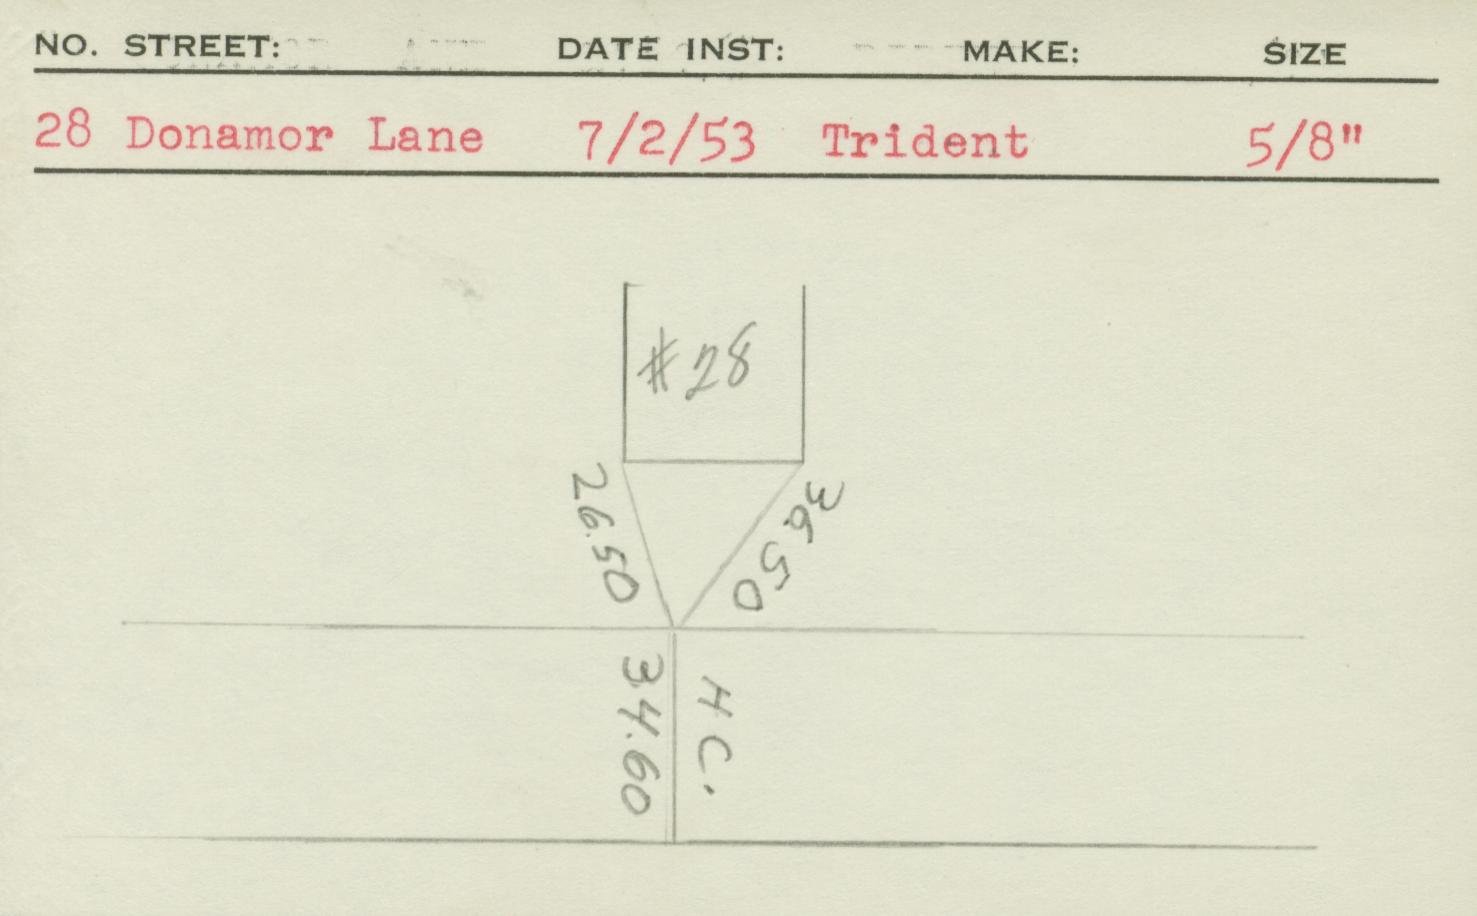 NO. STREET: DATE INST: MAKE: SIZE
28 Donamor Lane 7/2/53 Trident 5/8"
#28
26.50
36.50
34.60
H C.